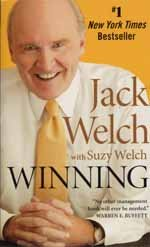 #1
New York Times
Bestseller
Jack
Welch
with Suzy Welch
WINNING
"No other management
book will ever be needed."
WARREN E. BUFFETT